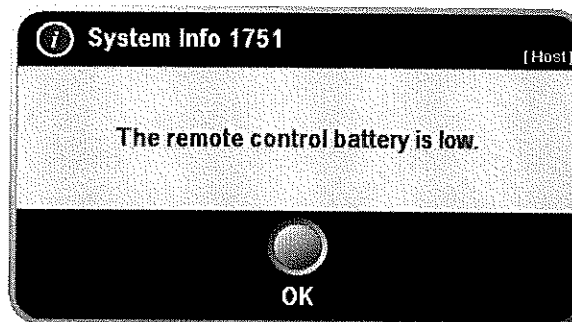 System Info 1751
[Host]
The remote control battery is low.
OK